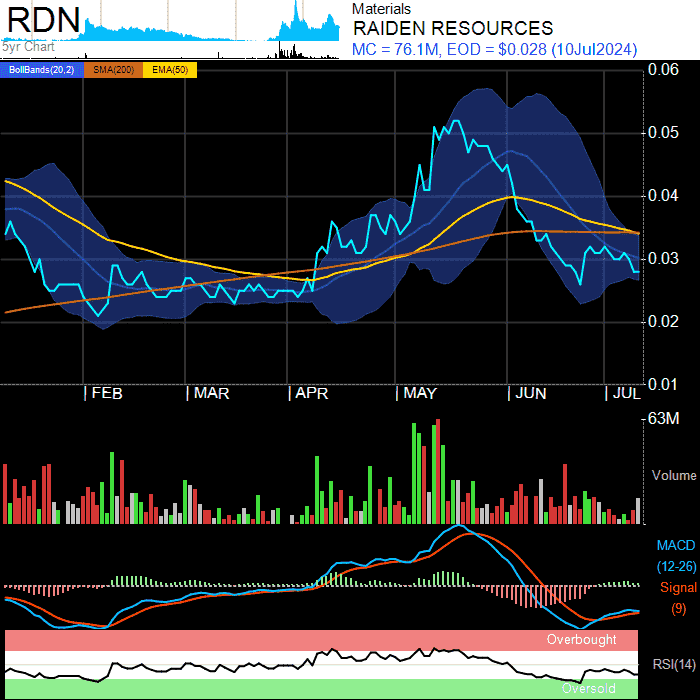 RDN
5yr Chart
Materials
RAIDEN RESOURCES
MC = 76.1M, EOD = $0.028 (10Jul2024)
BollBands(20,2) SMA(200) EMA(50)
0.06
0.05
0.04
0.03
0.02
0.01
FEB MAR APR MAY JUN JUL
63M
Volume
MACD
(12-26)
Signal
(9)
Overbought
RSI(14)
Oversold